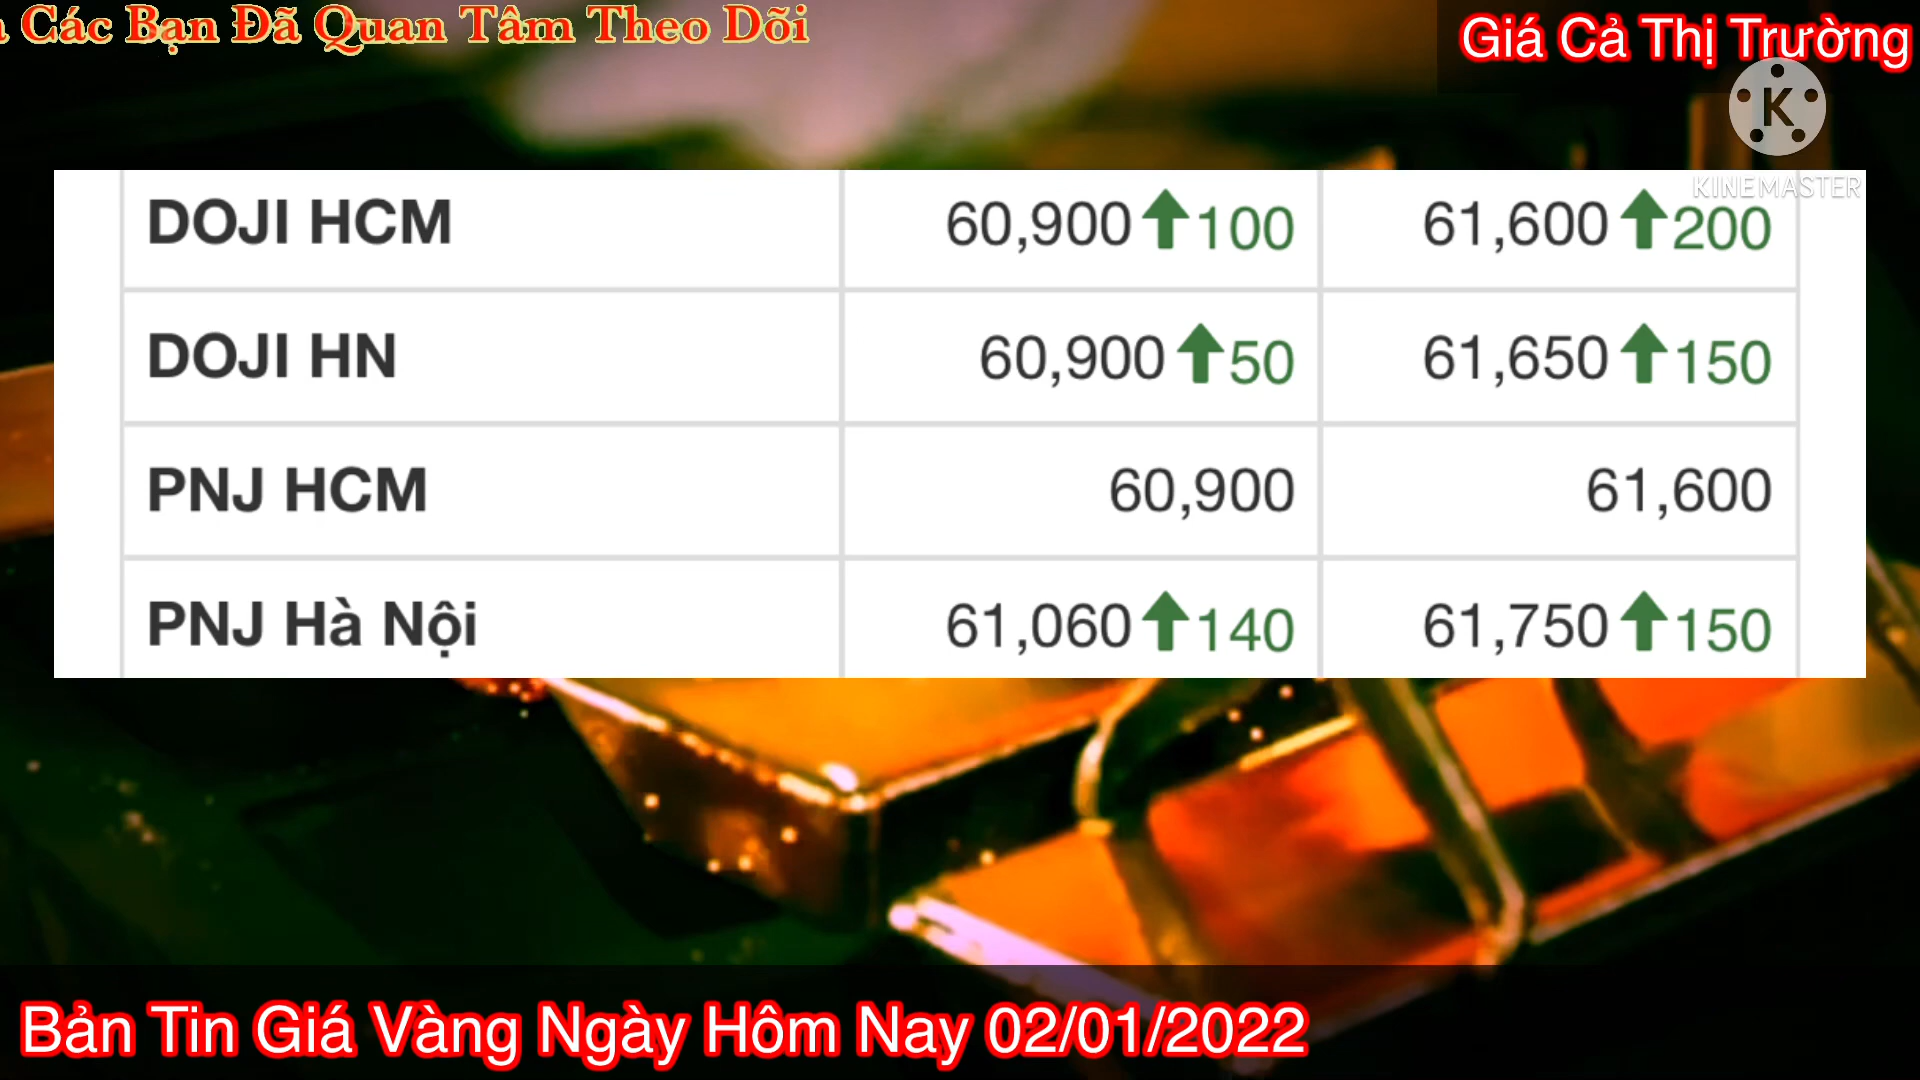 Các Bạn Đã Quan Tâm Theo Dõi
Giá Cả Thị Trường
K
KINEMASTER
DOJI HCM 60,900 ⬆100 61,600 ⬆200
DOJI HN 60,900 ⬆50 61,650 ⬆150
PNJ HCM 60,900 61,600
PNJ Hà Nội 61,060 ⬆140 61,750 ⬆150
Bản Tin Giá Vàng Ngày Hôm Nay 02/01/2022